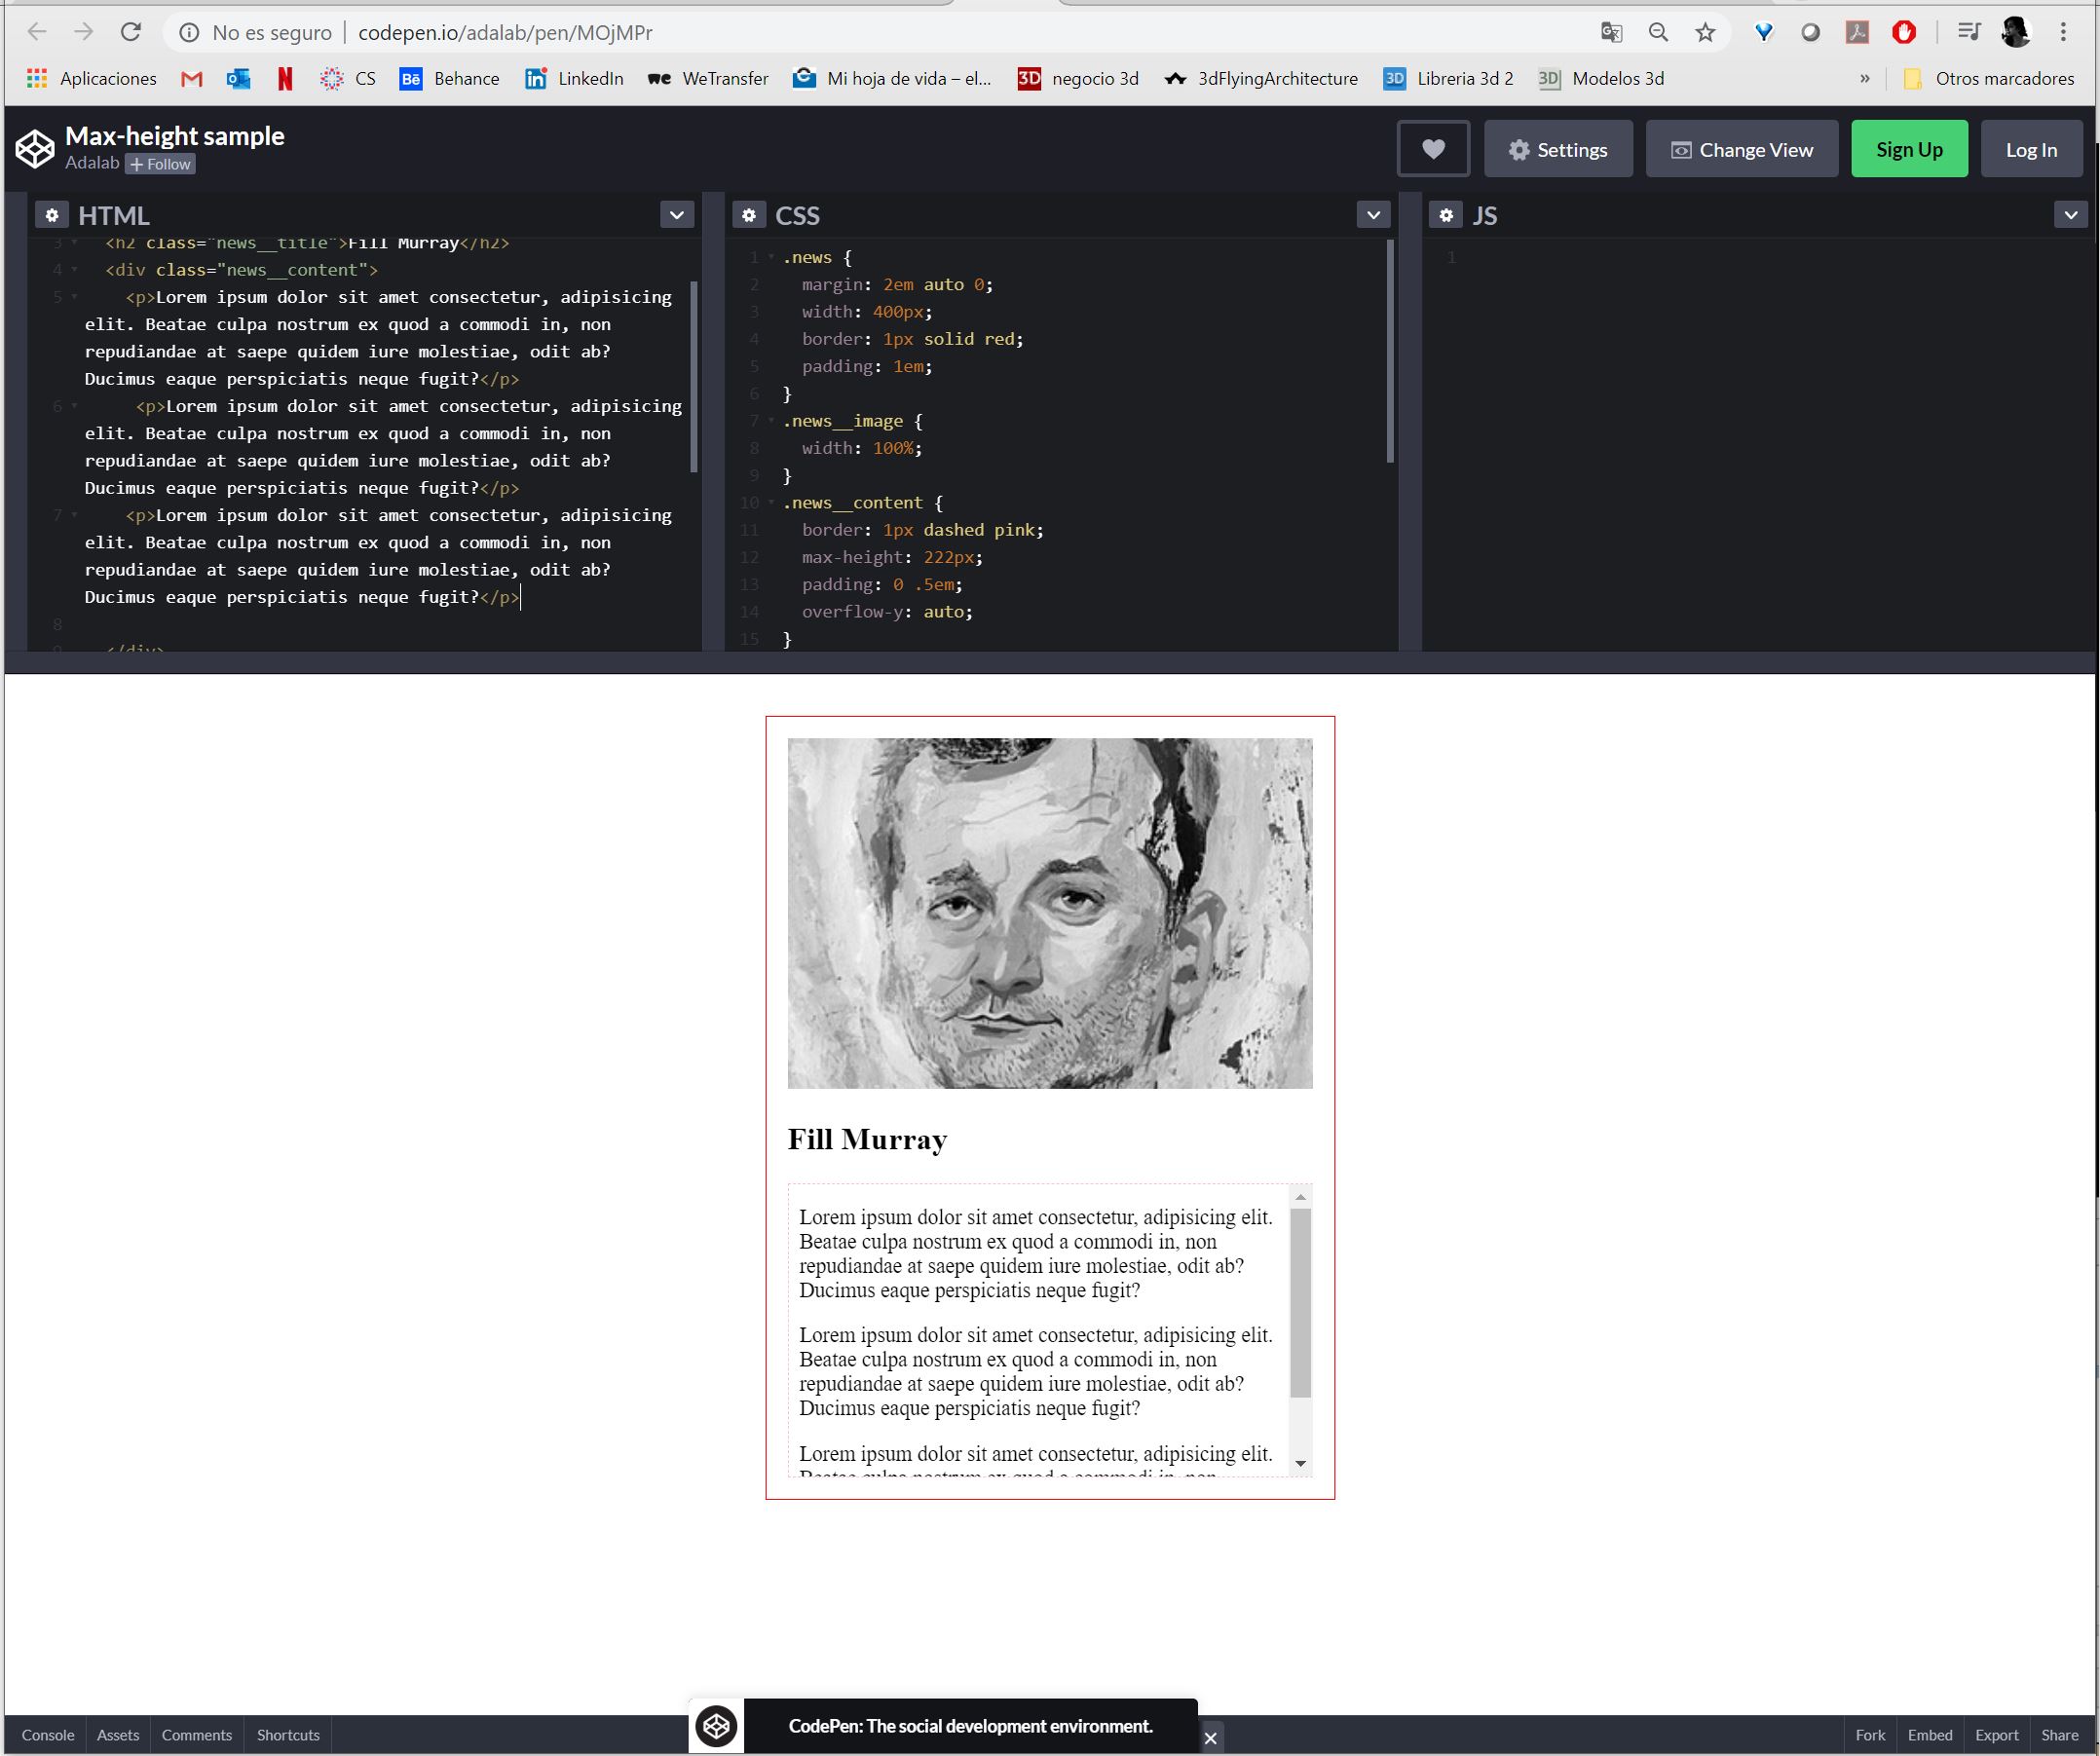 No es seguro | codepen.io/adalab/pen/MOjMPr
Aplicaciones CS Behance LinkedIn WeTransfer Mi hoja de vida – el... negocio 3d 3dFlyingArchitecture Libreria 3d 2 Modelos 3d » Otros marcadores
Max-height sample
Adalab + Follow
Settings Change View Sign Up Log In
HTML
3 <h2 class="news__title">Fill Murray</h2>
4 <div class="news__content">
5 <p>Lorem ipsum dolor sit amet consectetur, adipisicing
elit. Beatae culpa nostrum ex quod a commodi in, non
repudiandae at saepe quidem iure molestiae, odit ab?
Ducimus eaque perspiciatis neque fugit?</p>
6 <p>Lorem ipsum dolor sit amet consectetur, adipisicing
elit. Beatae culpa nostrum ex quod a commodi in, non
repudiandae at saepe quidem iure molestiae, odit ab?
Ducimus eaque perspiciatis neque fugit?</p>
7 <p>Lorem ipsum dolor sit amet consectetur, adipisicing
elit. Beatae culpa nostrum ex quod a commodi in, non
repudiandae at saepe quidem iure molestiae, odit ab?
Ducimus eaque perspiciatis neque fugit?</p>
8
9 </div>
CSS
1 .news {
2 margin: 2em auto 0;
3 width: 400px;
4 border: 1px solid red;
5 padding: 1em;
6 }
7 .news__image {
8 width: 100%;
9 }
10 .news__content {
11 border: 1px dashed pink;
12 max-height: 222px;
13 padding: 0 .5em;
14 overflow-y: auto;
15 }
JS
1
Fill Murray
Lorem ipsum dolor sit amet consectetur, adipisicing elit.
Beatae culpa nostrum ex quod a commodi in, non
repudiandae at saepe quidem iure molestiae, odit ab?
Ducimus eaque perspiciatis neque fugit?
Lorem ipsum dolor sit amet consectetur, adipisicing elit.
Beatae culpa nostrum ex quod a commodi in, non
repudiandae at saepe quidem iure molestiae, odit ab?
Ducimus eaque perspiciatis neque fugit?
Lorem ipsum dolor sit amet consectetur, adipisicing elit.
Beatae culpa nostrum ex quod a commodi in, non
Console Assets Comments Shortcuts
CodePen: The social development environment.
Fork Embed Export Share